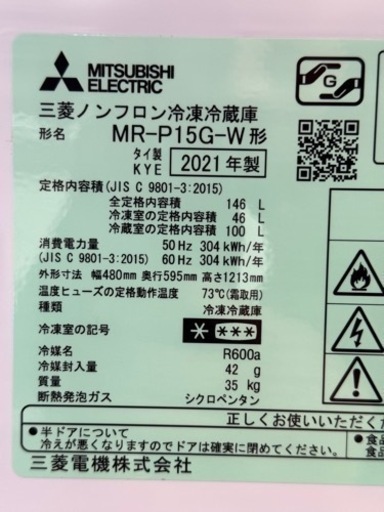 MITSUBISHI
ELECTRIC
G
三菱ノンフロン冷凍冷蔵庫
形名 MR-P15G-W形
タイ製
KYE 2021年製
定格内容積(JIS C 9801-3:2015)
全定格内容積 146 L
冷凍室の定格内容積 46 L
冷蔵室の定格内容積 100 L
消費電力量 50 Hz 304 kWh/年
(JIS C 9801-3:2015) 60 Hz 304 kWh/年
外形寸法 幅480mm 奥行595mm 高さ1213mm
温度ヒューズの定格動作温度 73℃(霜取用)
種類 冷凍冷蔵庫
冷凍室の記号 * ***
冷媒名 R600a
冷媒封入量 42 g
質量 35 kg
断熱発泡ガス シクロペンタン
正しくお使いいただくた
●半ドアについて
冷えが悪くなりますのでドアは確実に閉めてください。
三菱電機株式会社